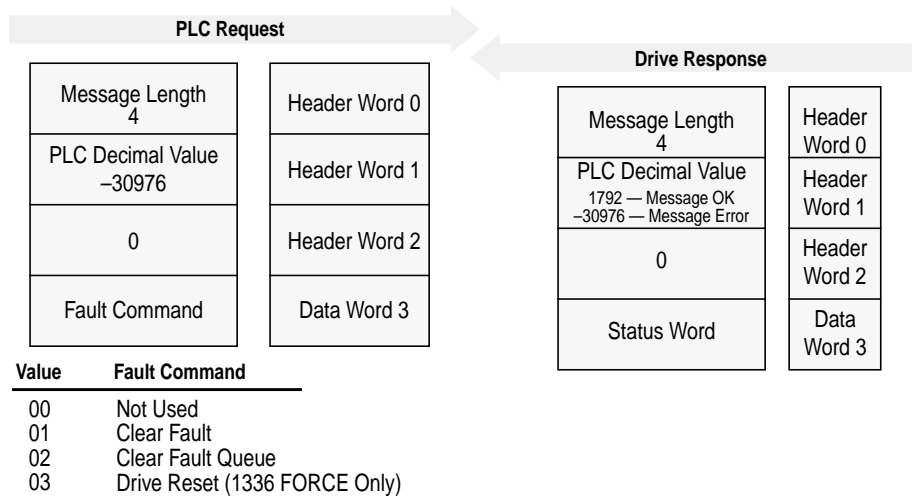 PLC Request
Message Length
4
Header Word 0
PLC Decimal Value
–30976
Header Word 1
0
Header Word 2
Fault Command
Data Word 3
Drive Response
Message Length
4
Header
Word 0
PLC Decimal Value
1792 — Message OK
–30976 — Message Error
Header
Word 1
0
Header
Word 2
Status Word
Data
Word 3
Value Fault Command
00 Not Used
01 Clear Fault
02 Clear Fault Queue
03 Drive Reset (1336 FORCE Only)